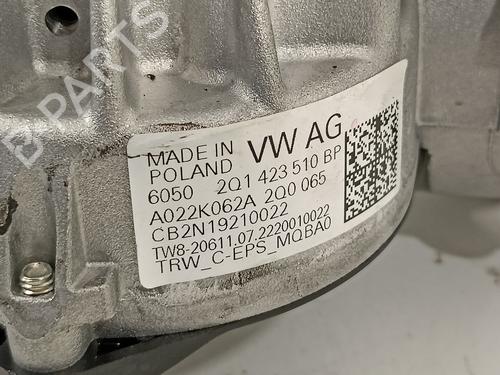 B-PARTS
MADE IN
POLAND VW AG
6050 2Q1 423 510 BP
A022K062A 2Q0 065
CB2N19210022
TW8-20611.07.2220010022
TRW_C-EPS_MQBA0